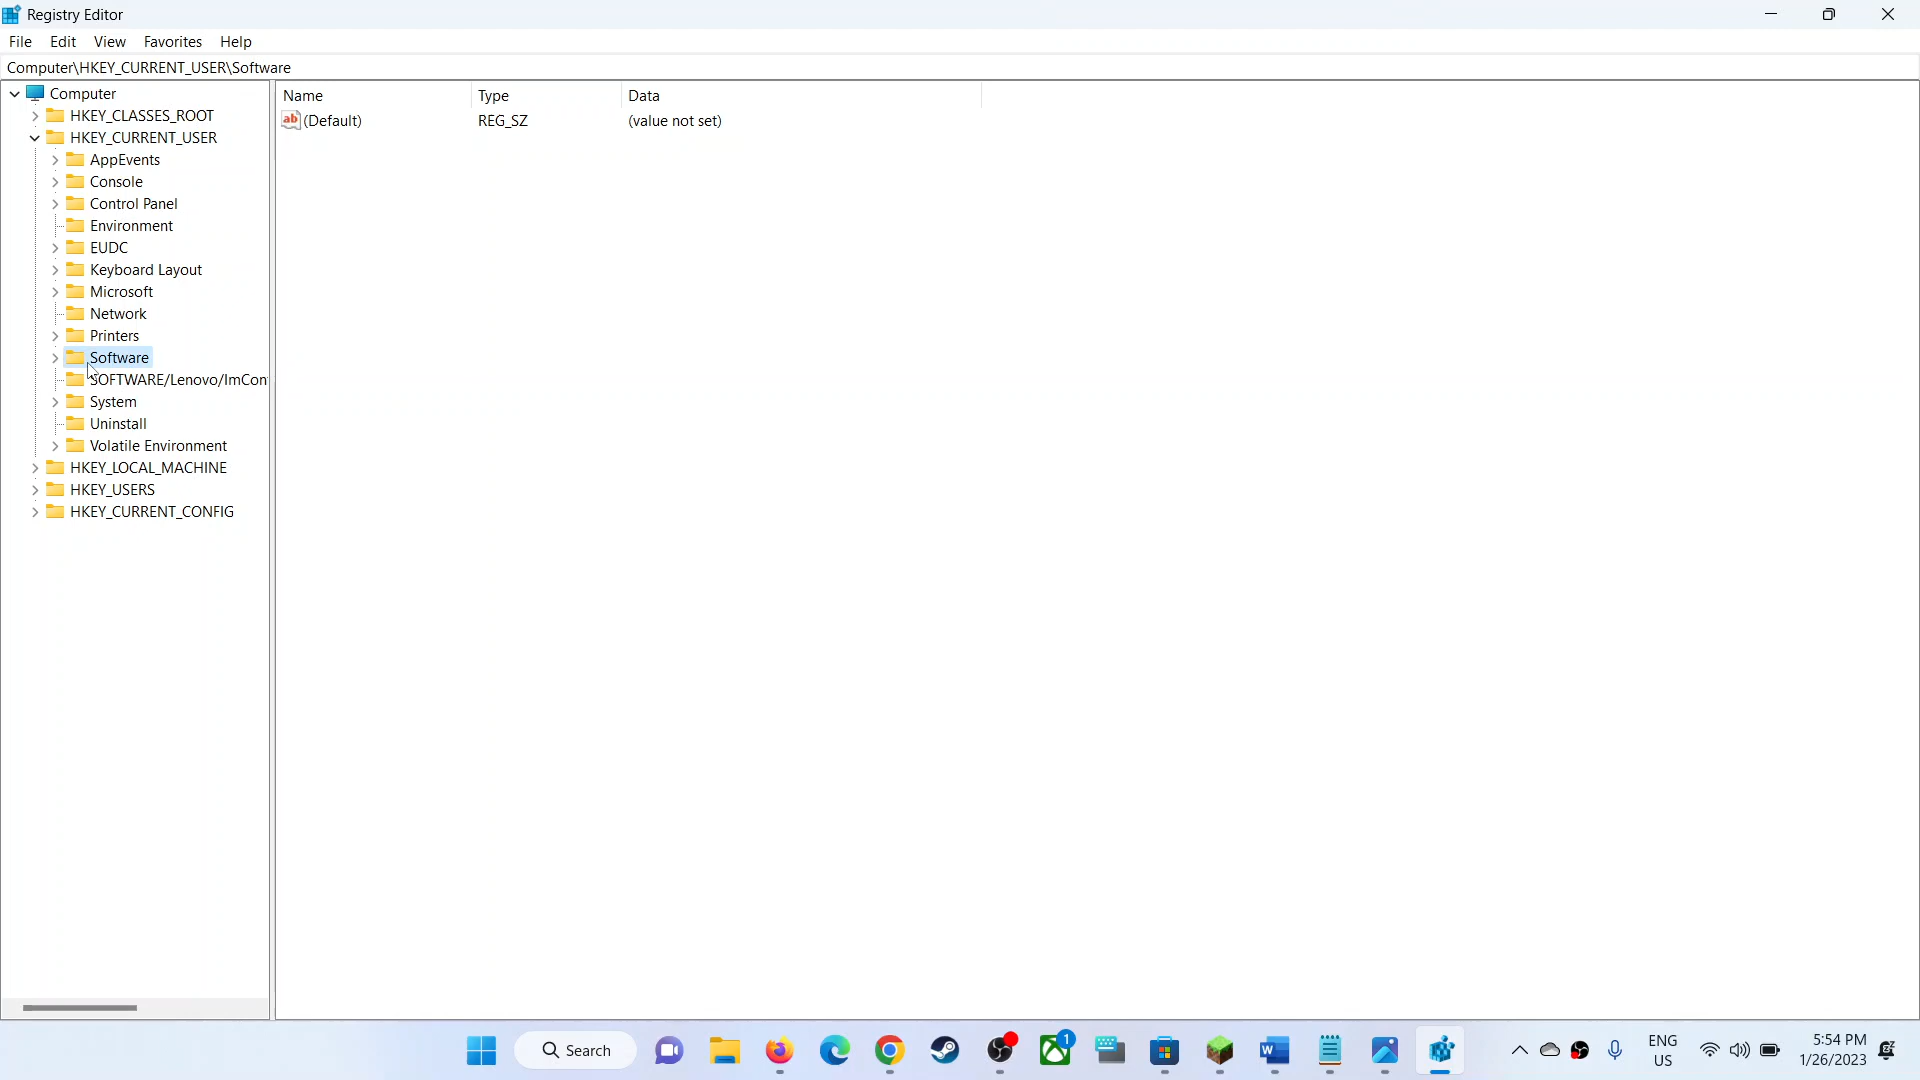 Registry Editor
File Edit View Favorites Help
Computer\HKEY_CURRENT_USER\Software
Computer
HKEY_CLASSES_ROOT
HKEY_CURRENT_USER
AppEvents
Console
Control Panel
Environment
EUDC
Keyboard Layout
Microsoft
Network
Printers
Software
SOFTWARE/Lenovo/ImCon
System
Uninstall
Volatile Environment
HKEY_LOCAL_MACHINE
HKEY_USERS
HKEY_CURRENT_CONFIG
Name Type Data
ab (Default) REG_SZ (value not set)
Search
1
W
ENG
US
5:54 PM
1/26/2023